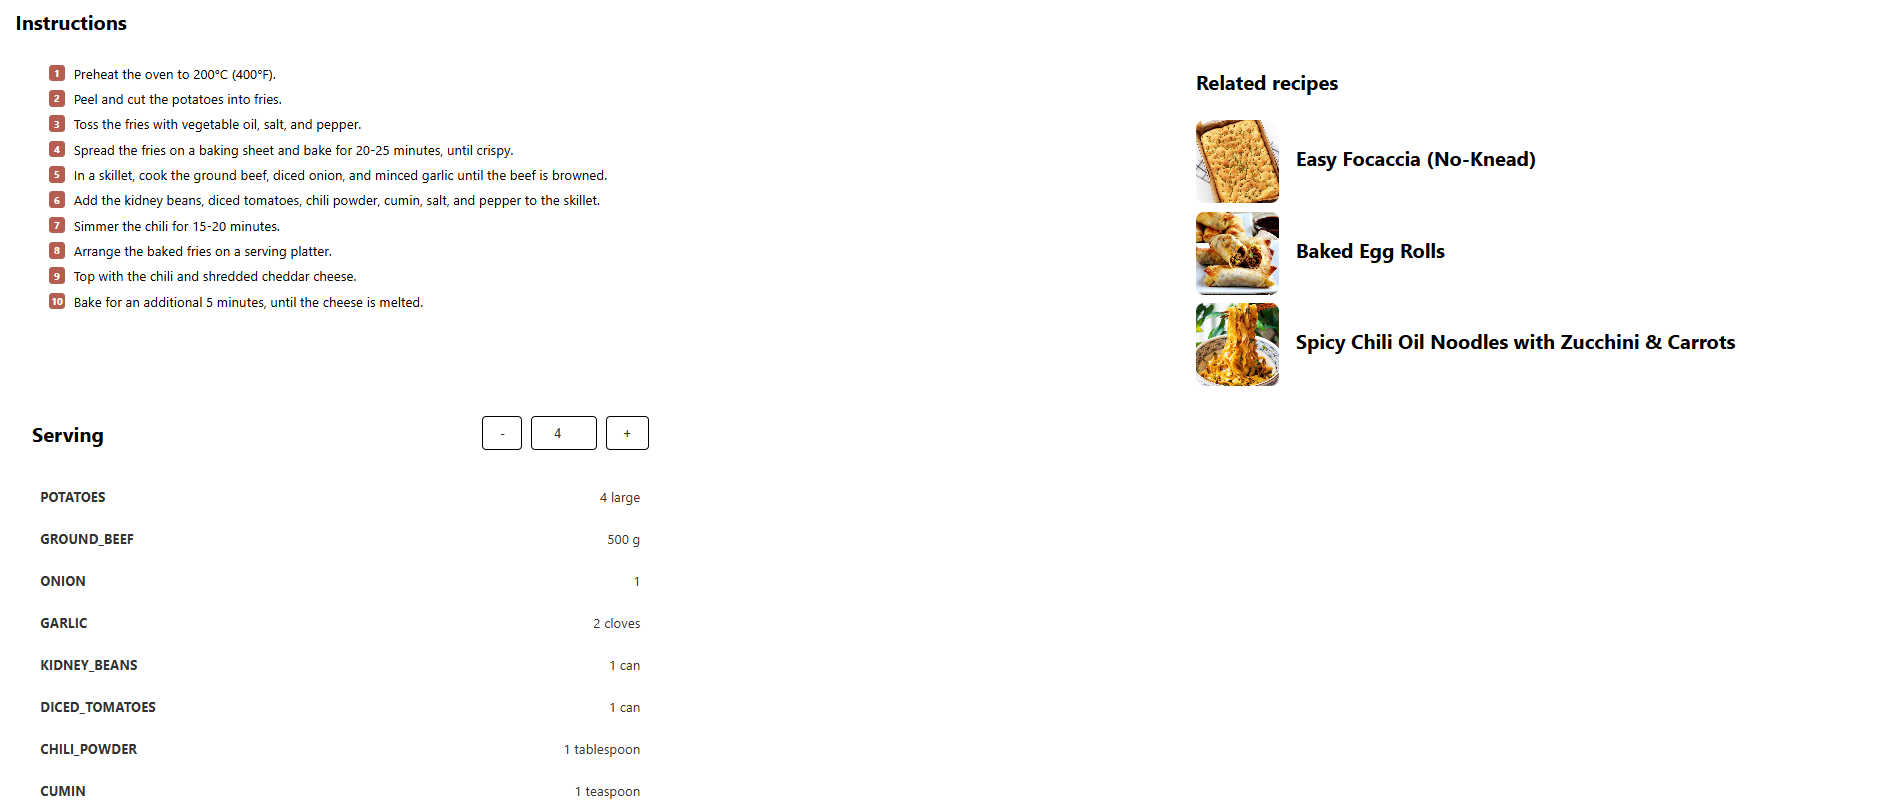 Instructions
1 Preheat the oven to 200°C (400°F).
2 Peel and cut the potatoes into fries.
3 Toss the fries with vegetable oil, salt, and pepper.
4 Spread the fries on a baking sheet and bake for 20-25 minutes, until crispy.
5 In a skillet, cook the ground beef, diced onion, and minced garlic until the beef is browned.
6 Add the kidney beans, diced tomatoes, chili powder, cumin, salt, and pepper to the skillet.
7 Simmer the chili for 15-20 minutes.
8 Arrange the baked fries on a serving platter.
9 Top with the chili and shredded cheddar cheese.
10 Bake for an additional 5 minutes, until the cheese is melted.
Related recipes
Easy Focaccia (No-Knead)
Baked Egg Rolls
Spicy Chili Oil Noodles with Zucchini & Carrots
Serving - 4 +
POTATOES 4 large
GROUND_BEEF 500 g
ONION 1
GARLIC 2 cloves
KIDNEY_BEANS 1 can
DICED_TOMATOES 1 can
CHILI_POWDER 1 tablespoon
CUMIN 1 teaspoon